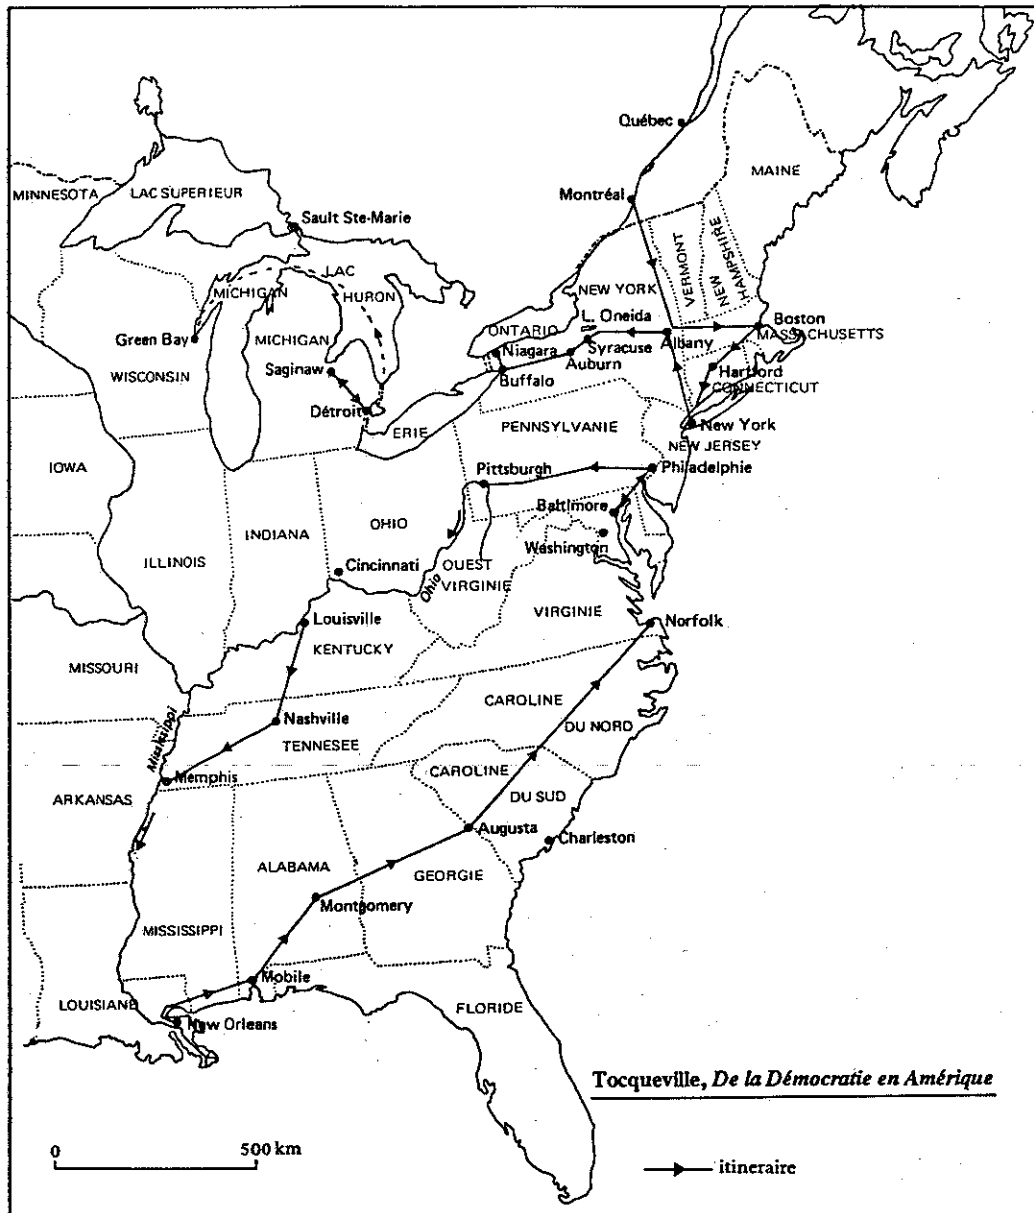 Québec
MAINE
MINNESOTA
LAC SUPERIEUR
Montréal
Sault Ste-Marie
VERMONT
NEW
HAMPSHIRE
LAC
HURON
MICHIGAN
NEW YORK
L. Oneida
ONTARIO
Boston
MASSACHUSETTS
Green Bay
MICHIGAN
Niagara
Syracuse
Albany
Auburn
WISCONSIN
Saginaw
Buffalo
Hartford
CONNECTICUT
Détroit
ERIE
PENNSYLVANIE
New York
NEW JERSEY
IOWA
Pittsburgh
Philadelphie
OHIO
Baltimore
INDIANA
Washington
ILLINOIS
Cincinnati
Ohio
OUEST
VIRGINIE
VIRGINIE
Louisville
Norfolk
KENTUCKY
MISSOURI
CAROLINE
DU NORD
Mississippi
Nashville
TENNESEE
Memphis
CAROLINE
DU SUD
ARKANSAS
Augusta
Charleston
ALABAMA
GEORGIE
Montgomery
MISSISSIPPI
Mobile
LOUISIANE
New Orleans
FLORIDE
Tocqueville, De la Démocratie en Amérique
0 500 km
itineraire